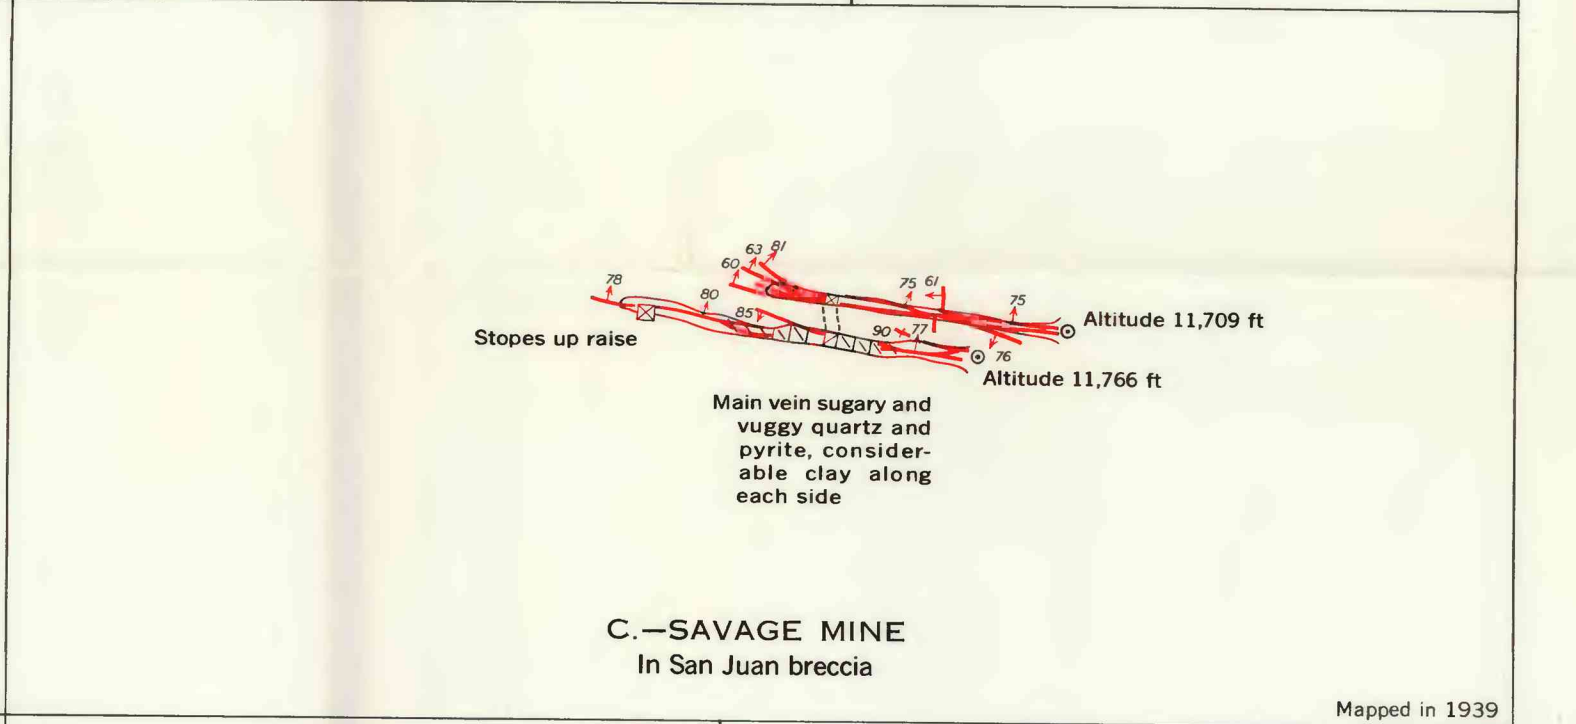 60 63 81
78
80
85
75 61
75
Altitude 11,709 ft
Stopes up raise
90 77
76
Altitude 11,766 ft
Main vein sugary and
vuggy quartz and
pyrite, consider-
able clay along
each side
C.—SAVAGE MINE
In San Juan breccia
Mapped in 1939